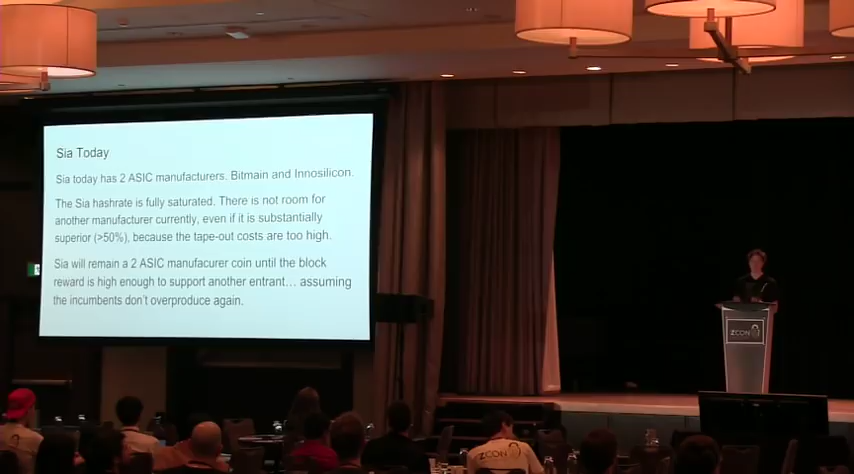 Sia Today
Sia today has 2 ASIC manufacturers. Bitmain and Innosilicon.
The Sia hashrate is fully saturated. There is not room for
another manufacturer currently, even if it is substantially
superior (>50%), because the tape-out costs are too high.
Sia will remain a 2 ASIC manufacurer coin until the block
reward is high enough to support another entrant... assuming
the incumbents don't overproduce again.
ZCON
ZCON